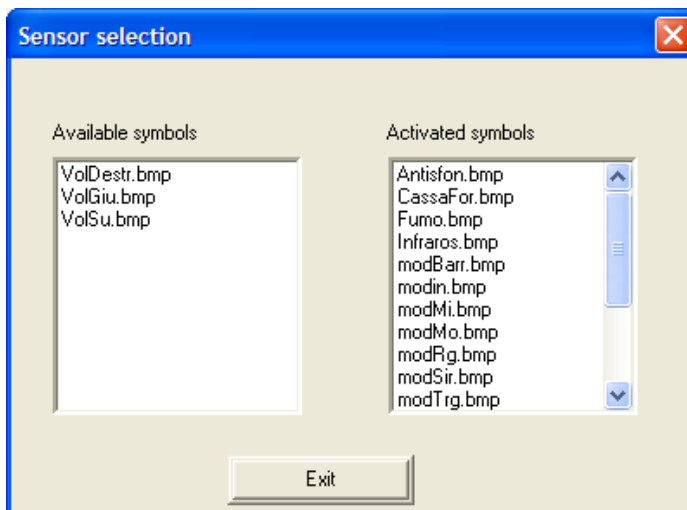 Sensor selection
Available symbols
VolDestr.bmp
VolGiu.bmp
VolSu.bmp
Activated symbols
Antisfon.bmp
CassaFor.bmp
Fumo.bmp
Infraros.bmp
modBarr.bmp
modin.bmp
modMi.bmp
modMo.bmp
modRg.bmp
modSir.bmp
modTrg.bmp
Exit